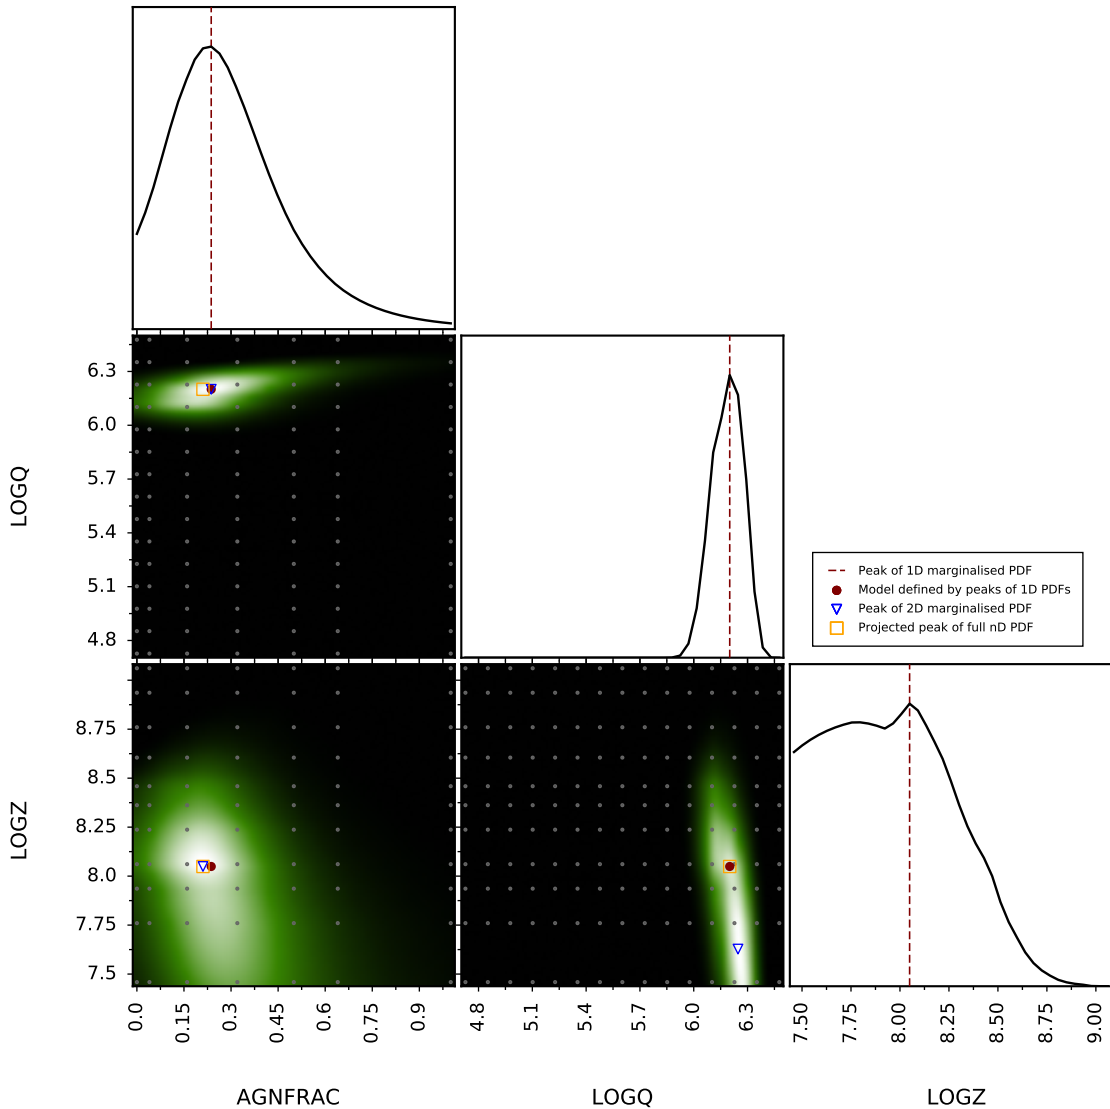 6.3
6.0
5.7
5.4
5.1
4.8
LOGQ
Peak of 1D marginalised PDF
Model defined by peaks of 1D PDFs
Peak of 2D marginalised PDF
Projected peak of full nD PDF
8.75
8.5
8.25
8.0
7.75
7.5
LOGZ
0.0 0.15 0.3 0.45 0.6 0.75 0.9
4.8 5.1 5.4 5.7 6.0 6.3
7.50 7.75 8.00 8.25 8.50 8.75 9.00
AGNFRAC LOGQ LOGZ